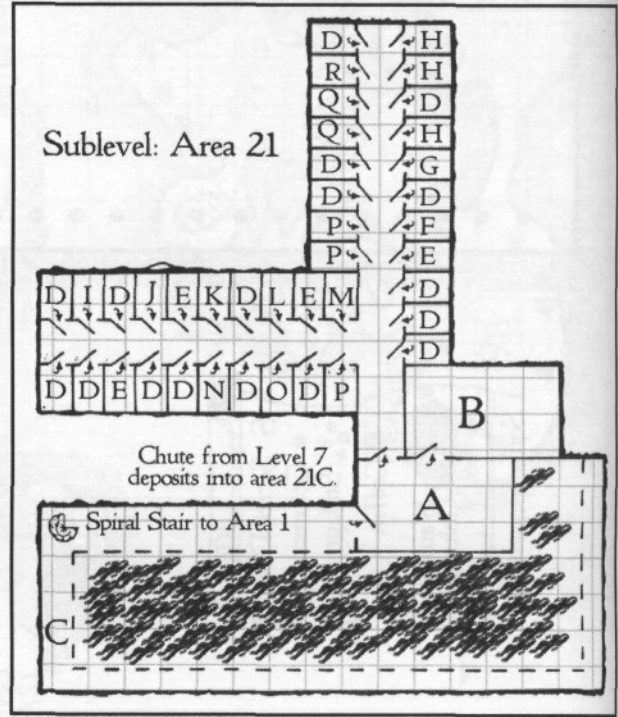 D H
R H
Q D
Sublevel: Area 21
Q H
D G
D D
P F
P E
D I D J E K D L E M D
D
D
D D E D D N D O D P
B
Chute from Level 7
deposits into area 21C.
A
Spiral Stair to Area 1
C